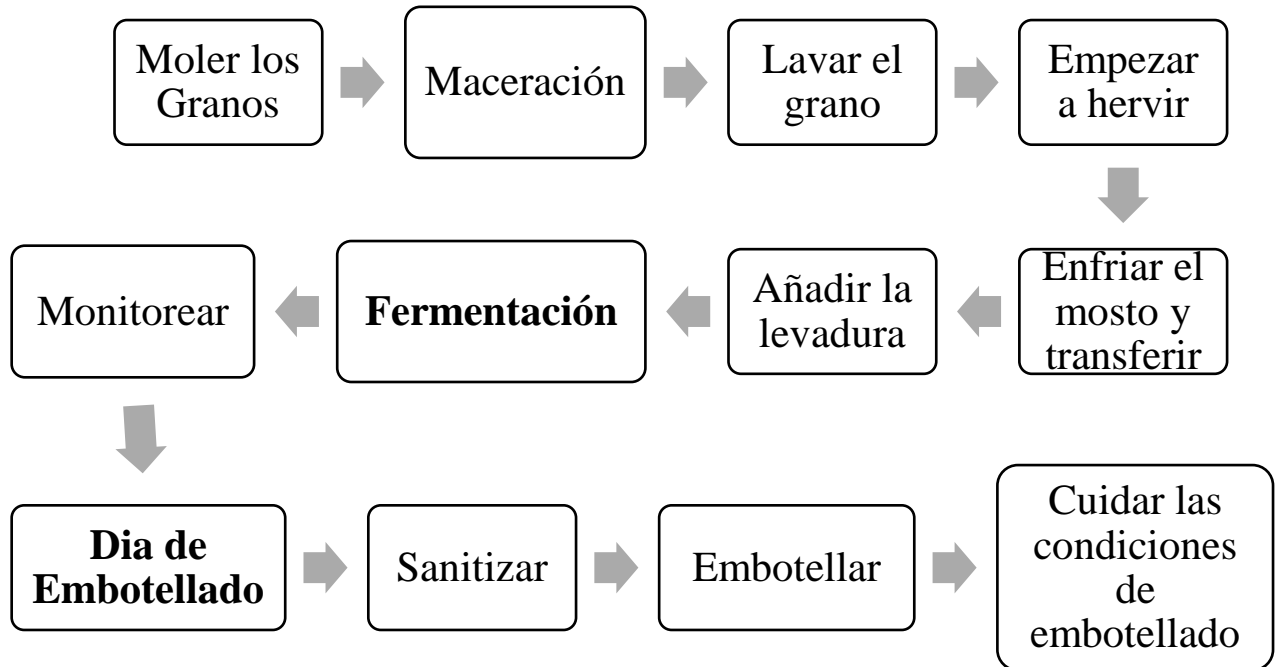 Moler los
Granos
Maceración
Lavar el
grano
Empezar
a hervir
Enfriar el
mosto y
transferir
Añadir la
levadura
Fermentación
Monitorear
Dia de
Embotellado
Sanitizar
Embotellar
Cuidar las
condiciones
de
embotellado